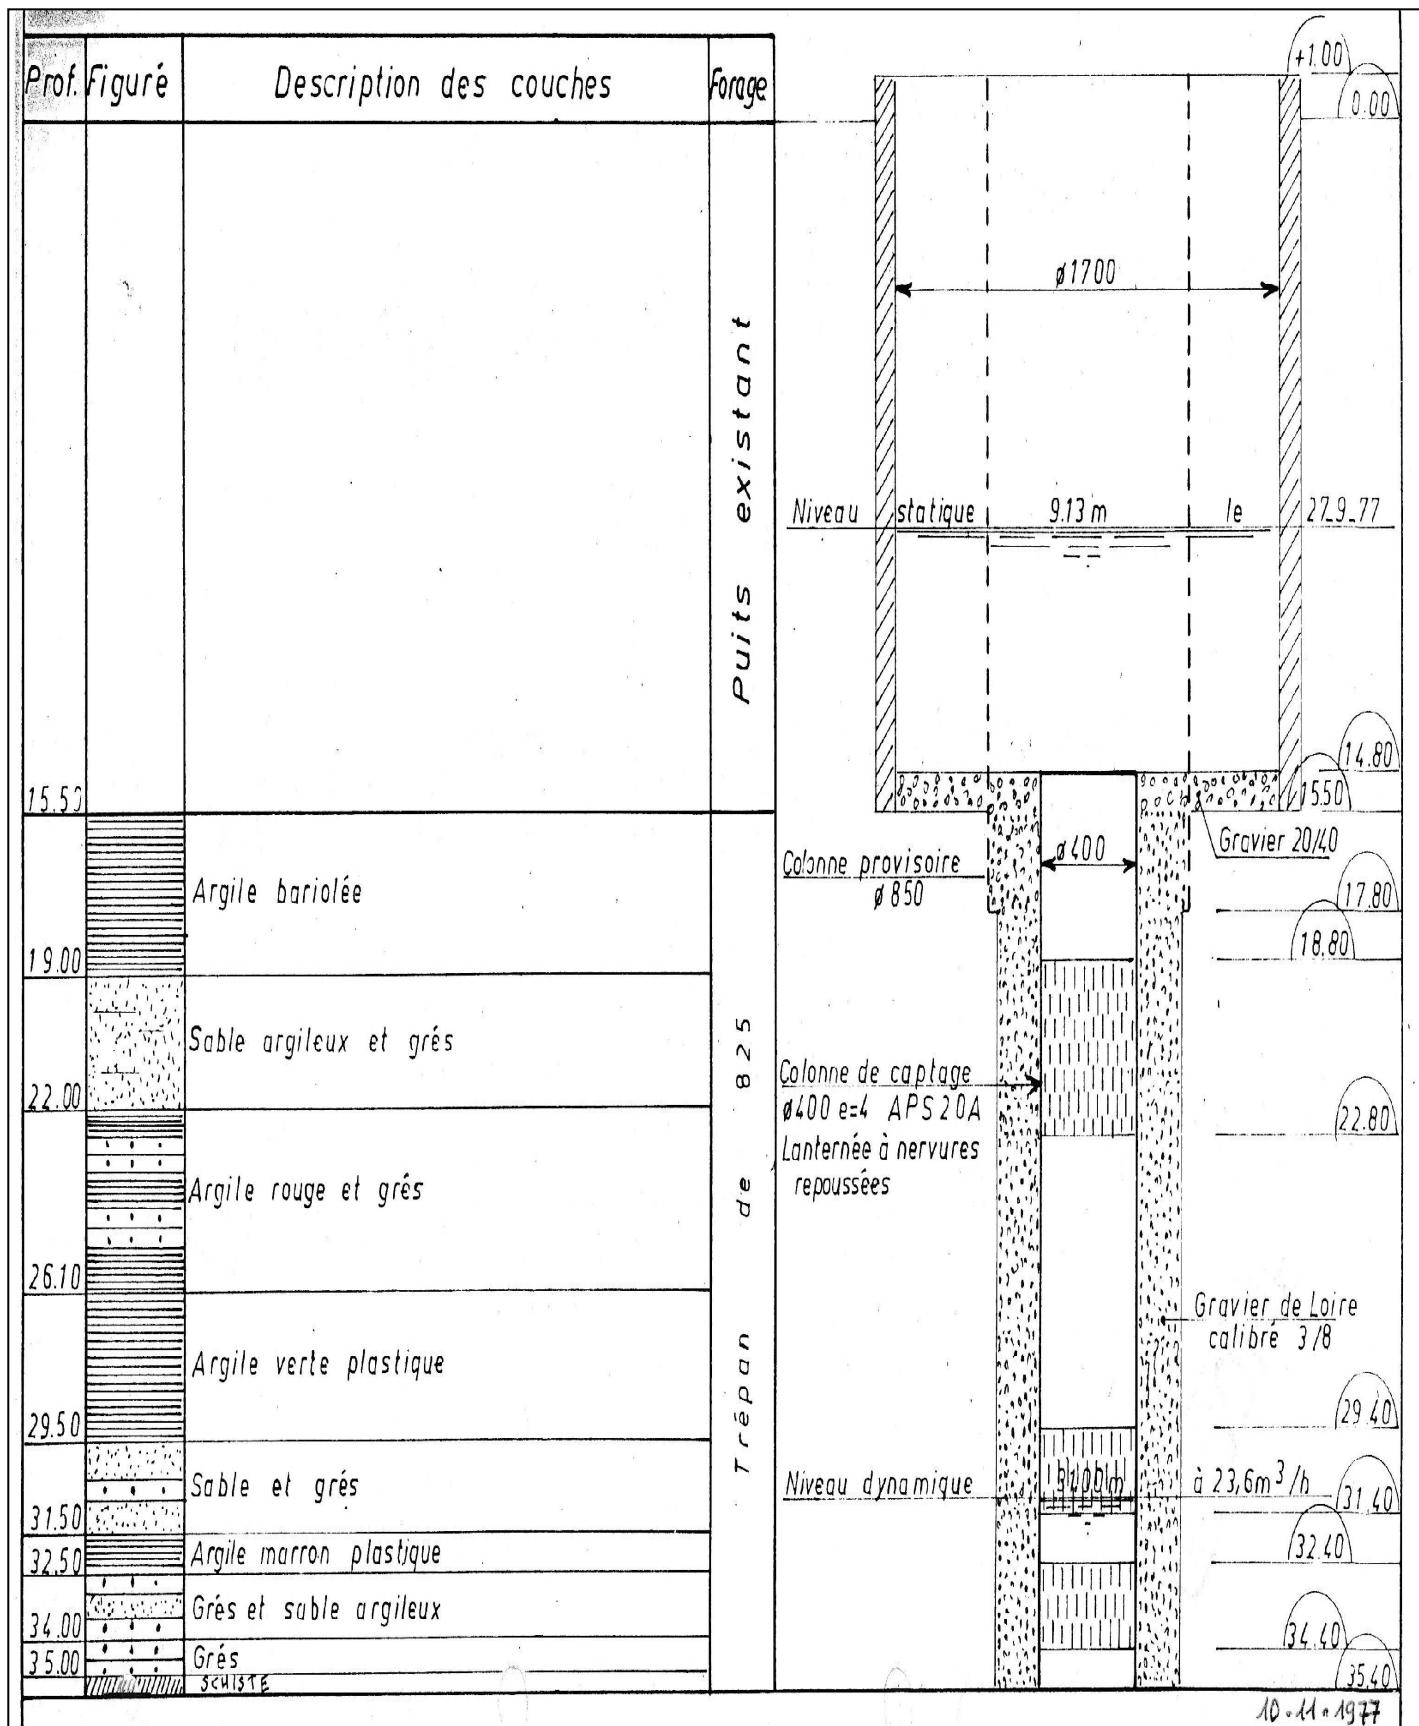 Prof. Figuré Description des couches Forage
+1.00
0.00
Puits existant
ø1700
Niveau statique 9.13 m le 27.9.77
14.80
15.50
15.50
Gravier 20/40
ø400
Colonne provisoire
ø 850
17.80
18.80
Argile bariolée
19.00
Sable argileux et grés
22.00
Trépan de 825
Colonne de captage
ø400 e=4 APS20A
Lanternée à nervures
repoussées
22.80
Argile rouge et grés
26.10
Gravier de Loire
calibré 3/8
Argile verte plastique
29.50
29.40
Sable et grés
31.50
Niveau dynamique 31.00m à 23,6m³/h
31.40
Argile marron plastique
32.50
32.40
Grés et sable argileux
34.00
34.40
Grés
35.00
SCHISTE
35.40
10.11.1977